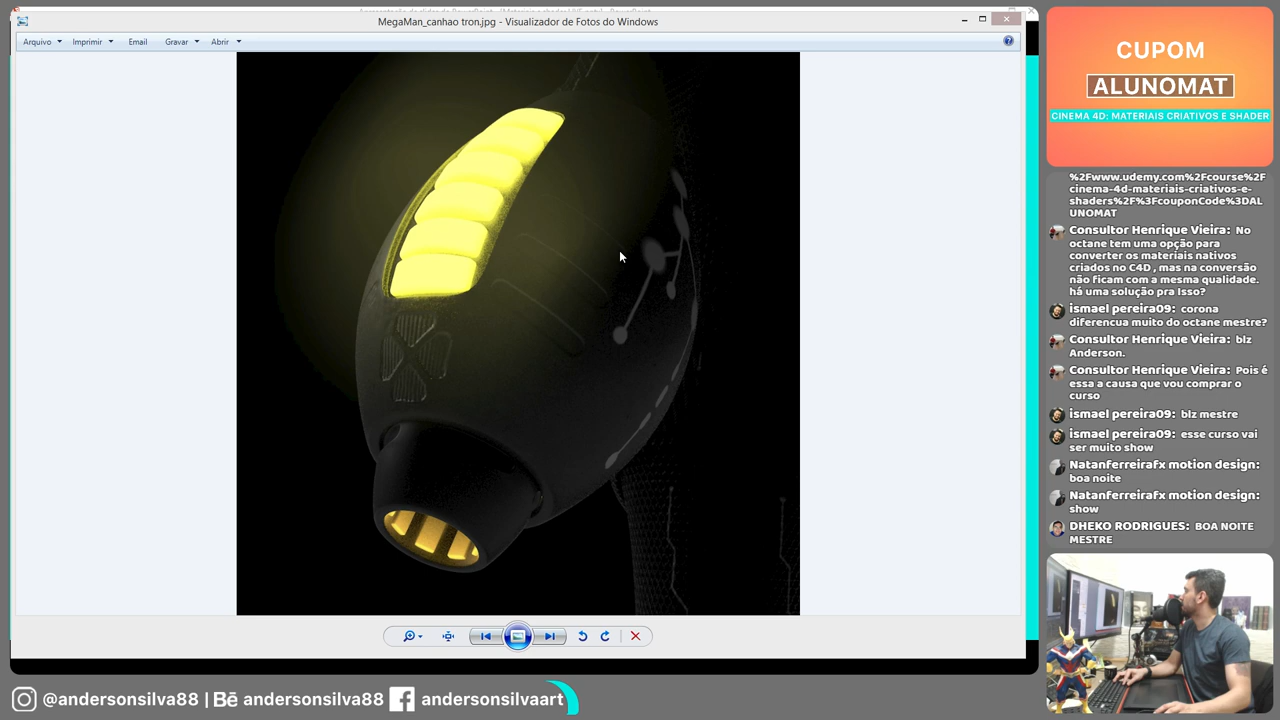 MegaMan_canhao tron.jpg - Visualizador de Fotos do Windows
Arquivo Imprimir Email Gravar Abrir
CUPOM
ALUNOMAT
CINEMA 4D: MATERIAIS CRIATIVOS E SHADER
%2Fwww.udemy.com%2Fcourse%2F
cinema-4d-materiais-criativos-e-
shaders%2F%3FcouponCode%3DAL
UNOMAT
Consultor Henrique Vieira: No
octane tem uma opção para
converter os materiais nativos
criados no C4D , mas na conversão
não ficam com a mesma qualidade.
há uma solução pra Isso?
ismael pereira09: corona
diferencua muito do octane mestre?
Consultor Henrique Vieira: blz
Anderson.
Consultor Henrique Vieira: Pois é
essa a causa que vou comprar o
curso
ismael pereira09: blz mestre
ismael pereira09: esse curso vai
ser muito show
Natanferreirafx motion design:
boa noite
Natanferreirafx motion design:
show
DHEKO RODRIGUES: BOA NOITE
MESTRE
@andersonsilva88 | Bē andersonsilva88 andersonsilvaart